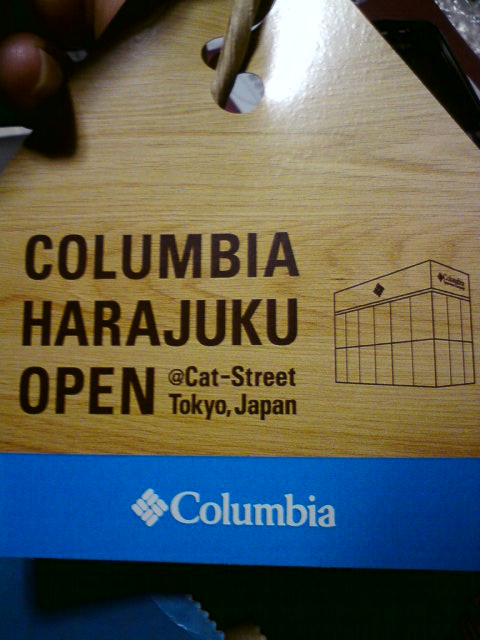 COLUMBIA
HARAJUKU
OPEN @Cat-Street
Tokyo, Japan
Columbia